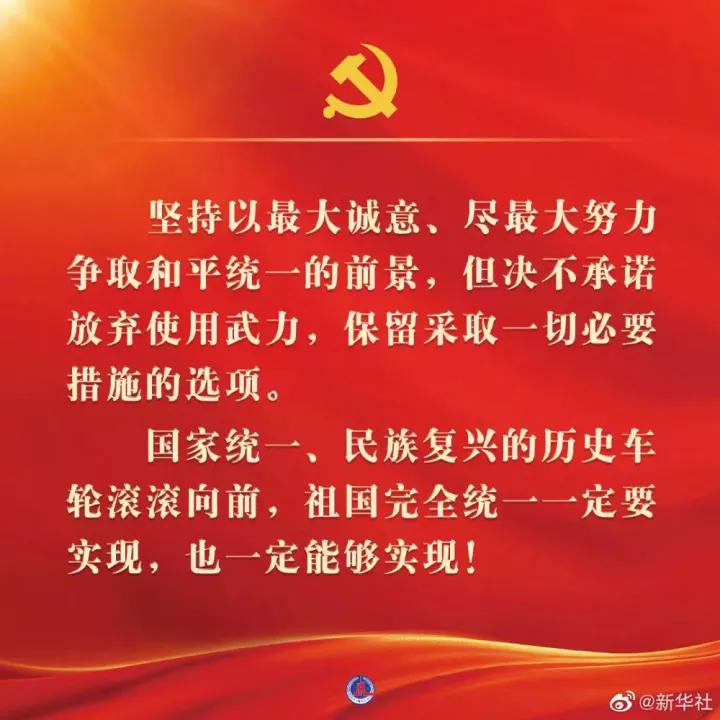 坚持以最大诚意、尽最大努力
争取和平统一的前景，但决不承诺
放弃使用武力，保留采取一切必要
措施的选项。
国家统一、民族复兴的历史车
轮滚滚向前，祖国完全统一一定要
实现，也一定能够实现！
@新华社